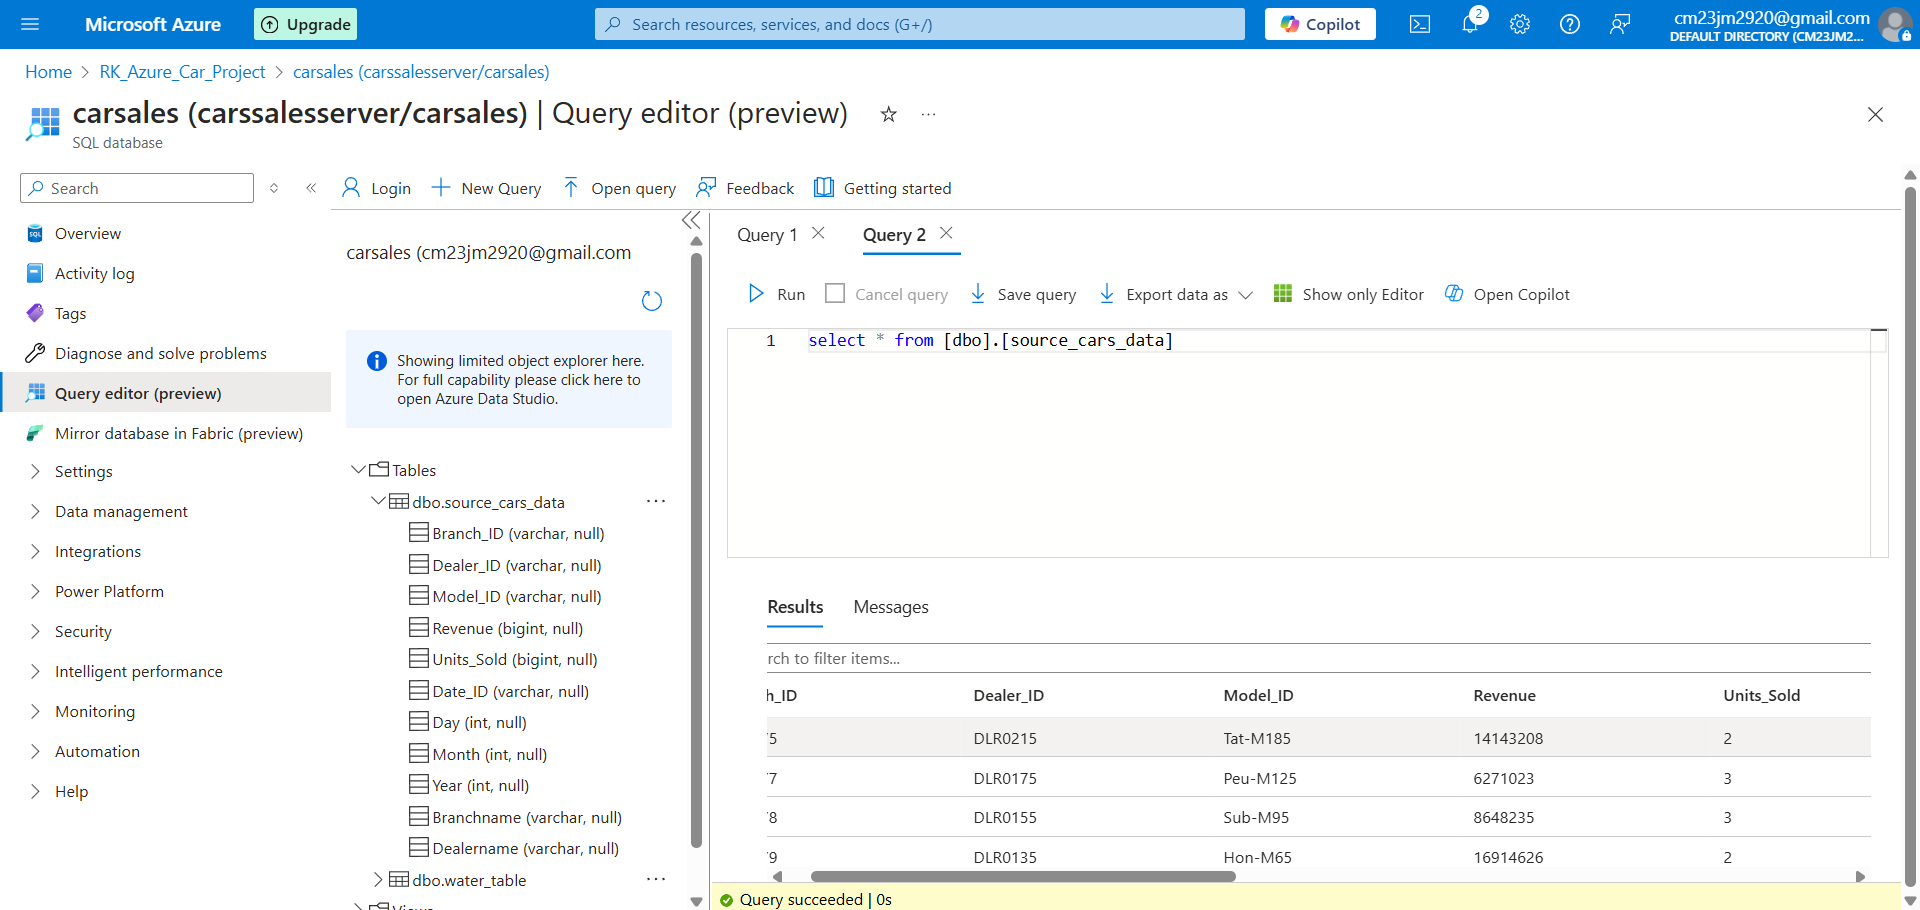 Microsoft Azure
Upgrade
Search resources, services, and docs (G+/)
Copilot
2
cm23jm2920@gmail.com
DEFAULT DIRECTORY (CM23JM2...
Home > RK_Azure_Car_Project > carsales (carssalesserver/carsales)
carsales (carssalesserver/carsales) | Query editor (preview)
SQL database
Search
Login
New Query
Open query
Feedback
Getting started
Overview
Activity log
Tags
Diagnose and solve problems
Query editor (preview)
Mirror database in Fabric (preview)
Settings
Data management
Integrations
Power Platform
Security
Intelligent performance
Monitoring
Automation
Help
carsales (cm23jm2920@gmail.com
Showing limited object explorer here.
For full capability please click here to
open Azure Data Studio.
Tables
dbo.source_cars_data
Branch_ID (varchar, null)
Dealer_ID (varchar, null)
Model_ID (varchar, null)
Revenue (bigint, null)
Units_Sold (bigint, null)
Date_ID (varchar, null)
Day (int, null)
Month (int, null)
Year (int, null)
Branchname (varchar, null)
Dealername (varchar, null)
dbo.water_table
Views
Query 1
Query 2
Run
Cancel query
Save query
Export data as
Show only Editor
Open Copilot
1 select * from [dbo].[source_cars_data]
Results
Messages
rch to filter items...
h_ID Dealer_ID Model_ID Revenue Units_Sold
5 DLR0215 Tat-M185 14143208 2
7 DLR0175 Peu-M125 6271023 3
8 DLR0155 Sub-M95 8648235 3
9 DLR0135 Hon-M65 16914626 2
Query succeeded | 0s